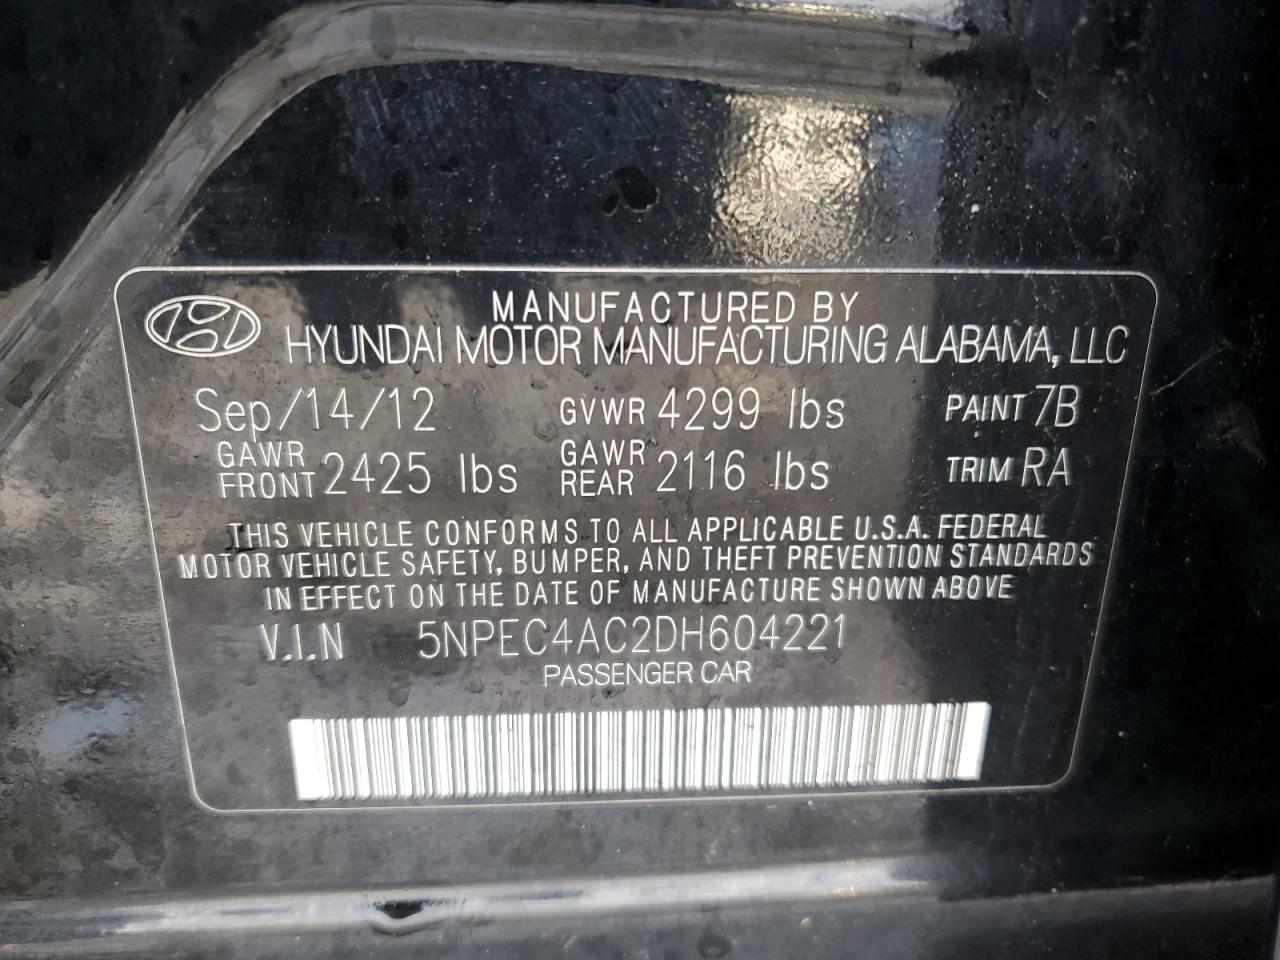 MANUFACTURED BY
HYUNDAI MOTOR MANUFACTURING ALABAMA, LLC
Sep/14/12 GVWR 4299 lbs PAINT 7B
GAWR FRONT 2425 lbs GAWR REAR 2116 lbs TRIM RA
THIS VEHICLE CONFORMS TO ALL APPLICABLE U.S.A. FEDERAL
MOTOR VEHICLE SAFETY, BUMPER, AND THEFT PREVENTION STANDARDS
IN EFFECT ON THE DATE OF MANUFACTURE SHOWN ABOVE
V.I.N 5NPEC4AC2DH604221
PASSENGER CAR